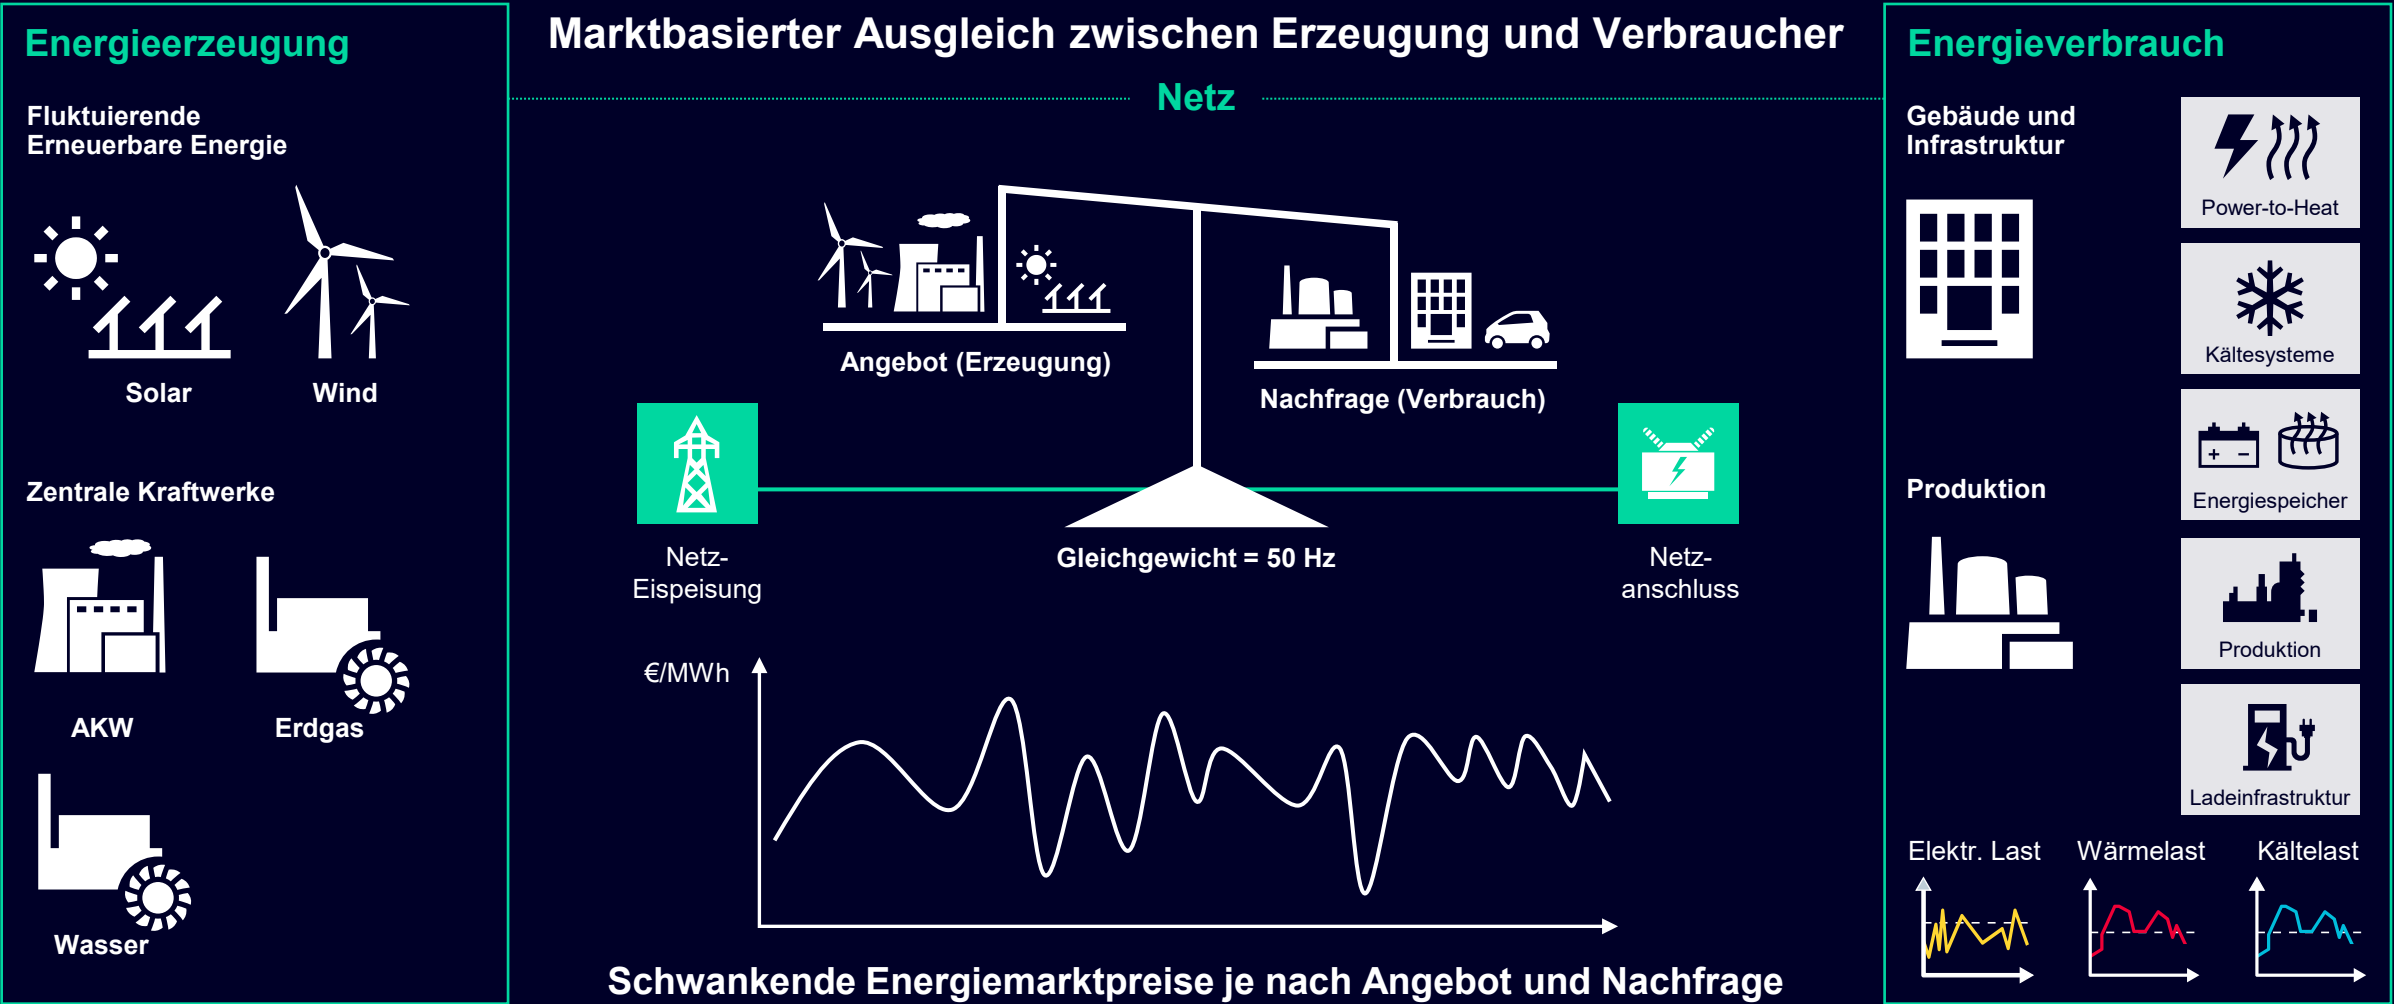 Energieerzeugung
Fluktuierende
Erneuerbare Energie
Solar
Wind
Zentrale Kraftwerke
AKW
Erdgas
Wasser
Marktbasierter Ausgleich zwischen Erzeugung und Verbraucher
Netz
Angebot (Erzeugung)
Nachfrage (Verbrauch)
Netz-
Eispeisung
Gleichgewicht = 50 Hz
Netz-
anschluss
€/MWh
Schwankende Energiemarktpreise je nach Angebot und Nachfrage
Energieverbrauch
Gebäude und
Infrastruktur
Produktion
Power-to-Heat
Kältesysteme
Energiespeicher
Produktion
Ladeinfrastruktur
Elektr. Last
Wärmelast
Kältelast